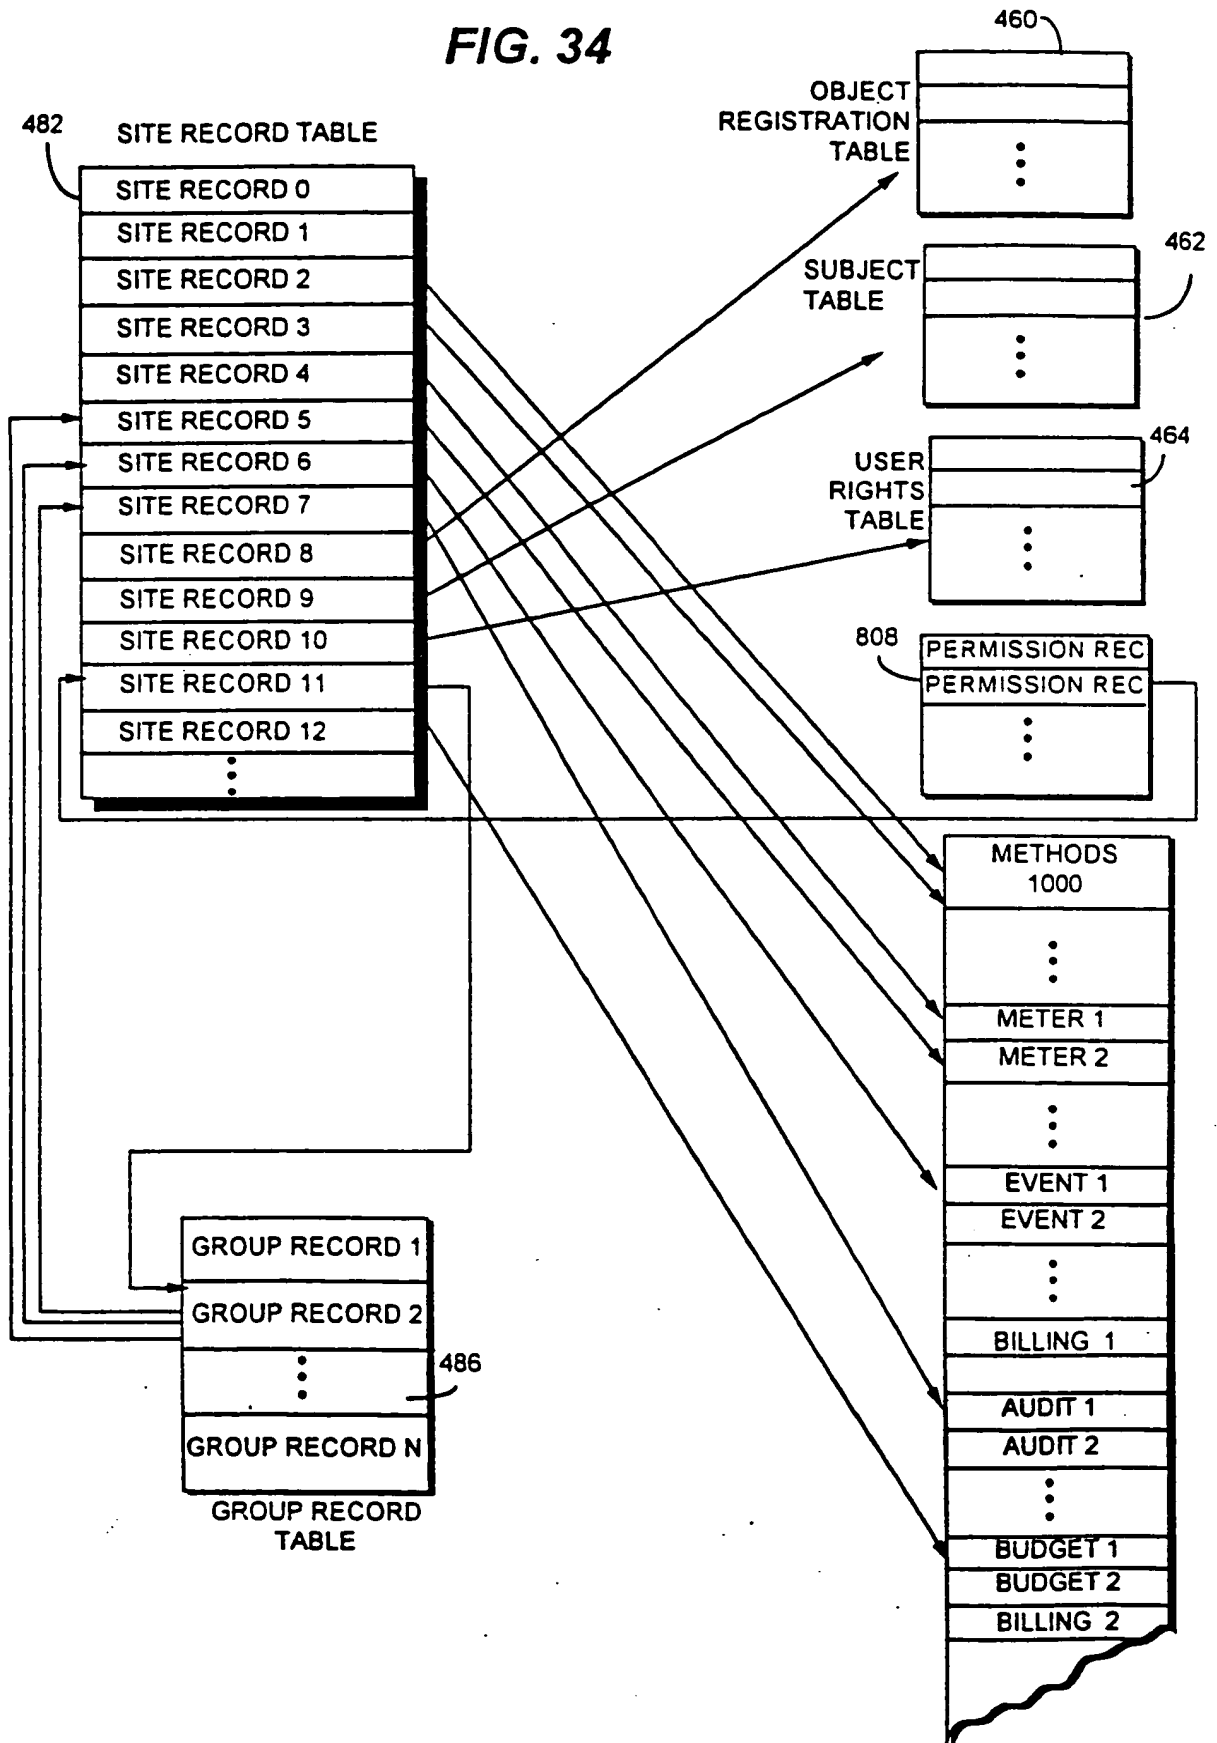 FIG. 34
482
SITE RECORD TABLE
SITE RECORD 0
SITE RECORD 1
SITE RECORD 2
SITE RECORD 3
SITE RECORD 4
SITE RECORD 5
SITE RECORD 6
SITE RECORD 7
SITE RECORD 8
SITE RECORD 9
SITE RECORD 10
SITE RECORD 11
SITE RECORD 12
460
OBJECT
REGISTRATION
TABLE
462
SUBJECT
TABLE
464
USER
RIGHTS
TABLE
808
PERMISSION REC
PERMISSION REC
METHODS
1000
METER 1
METER 2
EVENT 1
EVENT 2
BILLING 1
AUDIT 1
AUDIT 2
BUDGET 1
BUDGET 2
BILLING 2
GROUP RECORD 1
GROUP RECORD 2
486
GROUP RECORD N
GROUP RECORD
TABLE